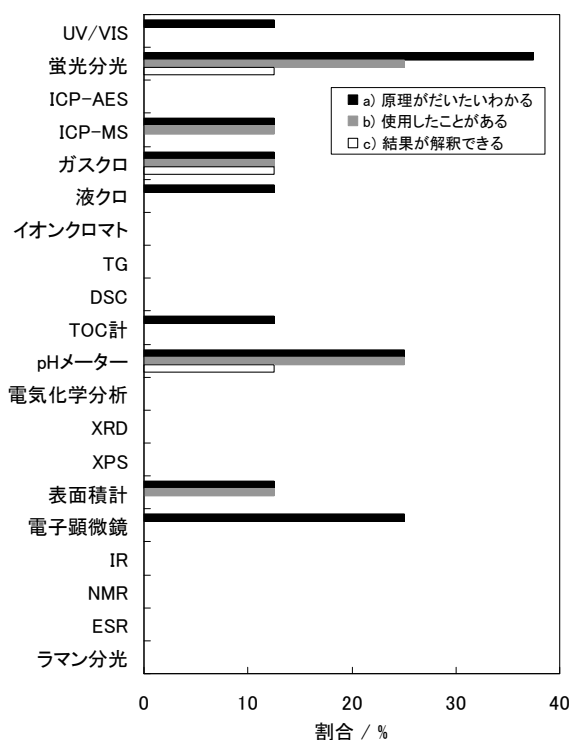 UV/VIS
蛍光分光
ICP-AES
ICP-MS
ガスクロ
液クロ
イオンクロマト
TG
DSC
TOC計
pHメーター
電気化学分析
XRD
XPS
表面積計
電子顕微鏡
IR
NMR
ESR
ラマン分光
a) 原理がだいたいわかる
b) 使用したことがある
c) 結果が解釈できる
0 10 20 30 40
割合 / %